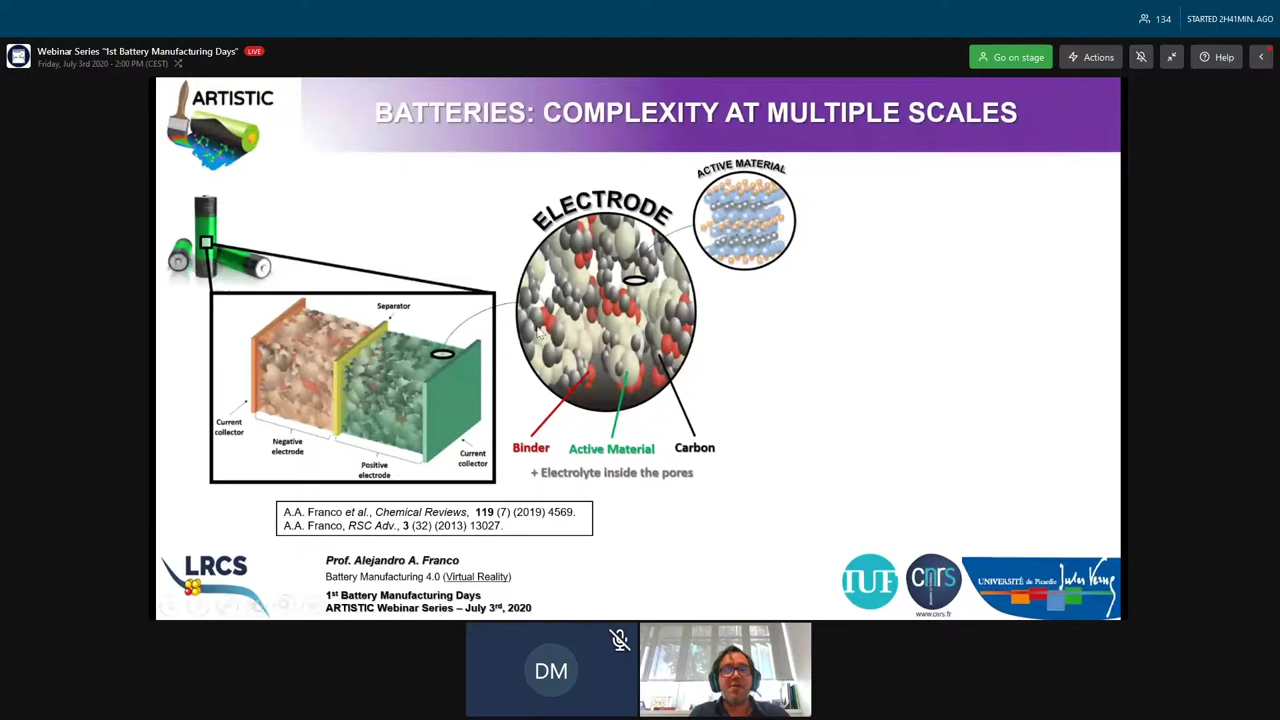 134
STARTED 2H41MIN. AGO
Webinar Series "1st Battery Manufacturing Days" LIVE
Friday, July 3rd 2020 - 2:00 PM (CEST)
Go on stage
Actions
Help
ARTISTIC
BATTERIES: COMPLEXITY AT MULTIPLE SCALES
ACTIVE MATERIAL
ELECTRODE
Separator
Current
collector
Negative
electrode
Positive
electrode
Current
collector
Binder
Active Material
Carbon
+ Electrolyte inside the pores
A.A. Franco et al., Chemical Reviews, 119 (7) (2019) 4569.
A.A. Franco, RSC Adv., 3 (32) (2013) 13027.
LRCS
Prof. Alejandro A. Franco
Battery Manufacturing 4.0 (Virtual Reality)
1st Battery Manufacturing Days
ARTISTIC Webinar Series – July 3rd, 2020
IUF
cnrs
www.cnrs.fr
UNIVERSITÉ de Picardie
Jules Verne
DM